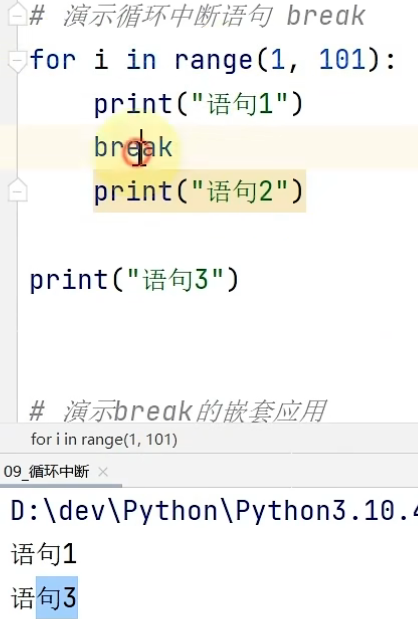 # 演示循环中断语句 break
for i in range(1, 101):
print("语句1")
break
print("语句2")
print("语句3")
# 演示break的嵌套应用
for i in range(1, 101)
09_循环中断
D:\dev\Python\Python3.10.4
语句1
语句3